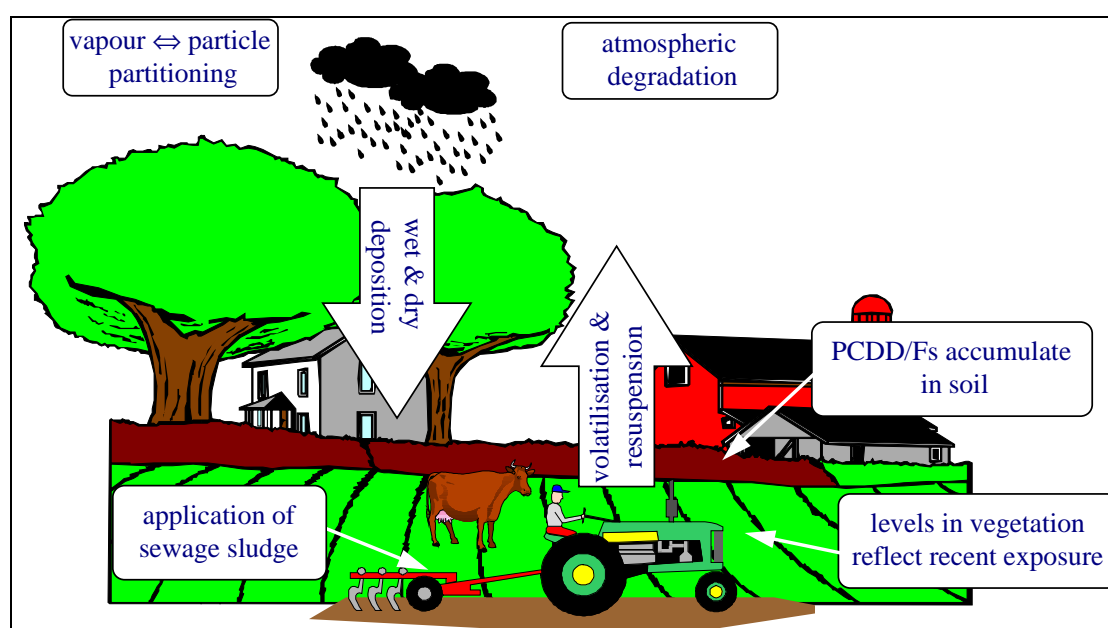 vapour ⇔ particle
partitioning
atmospheric
degradation
wet & dry
deposition
volatilisation &
resuspension
PCDD/Fs accumulate
in soil
application of
sewage sludge
levels in vegetation
reflect recent exposure